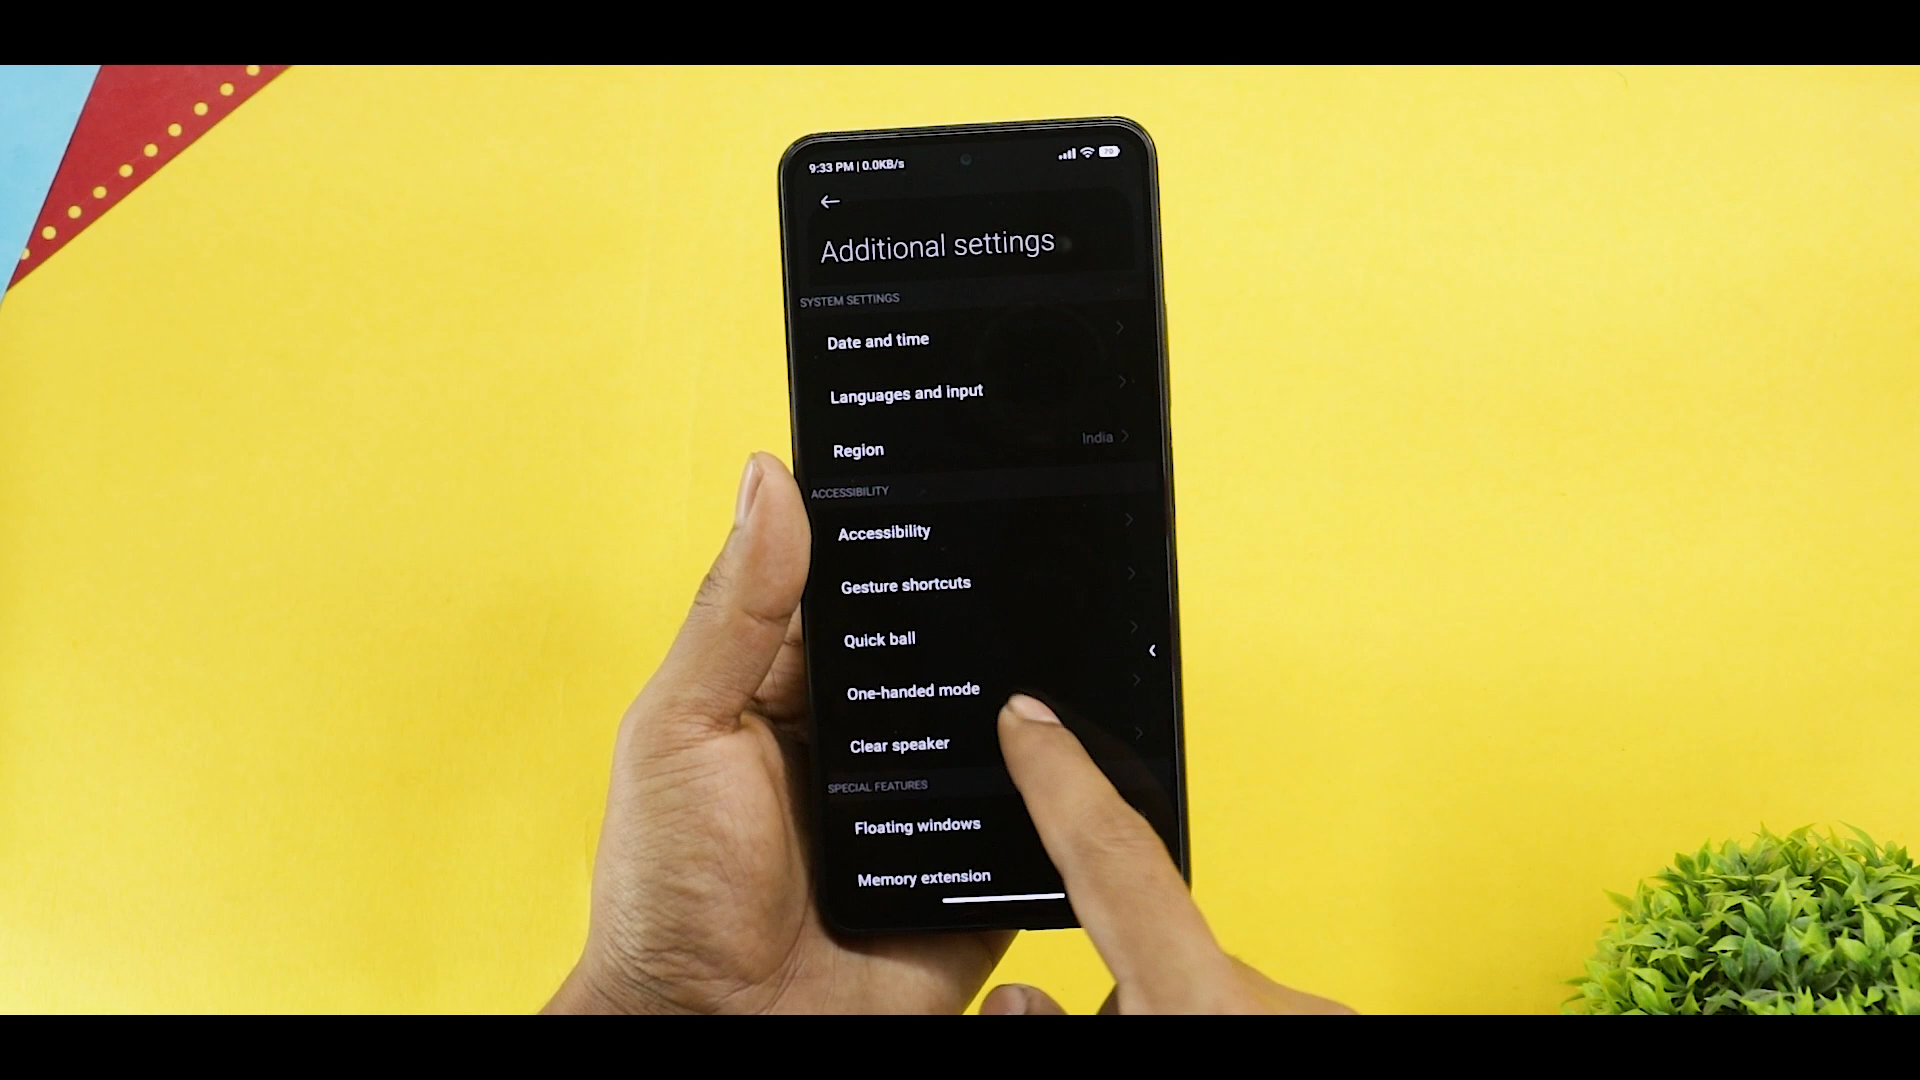 9:33 PM | 0.0KB/s 70
Additional settings
SYSTEM SETTINGS
Date and time
Languages and input
Region India
ACCESSIBILITY
Accessibility
Gesture shortcuts
Quick ball
One-handed mode
Clear speaker
SPECIAL FEATURES
Floating windows
Memory extension